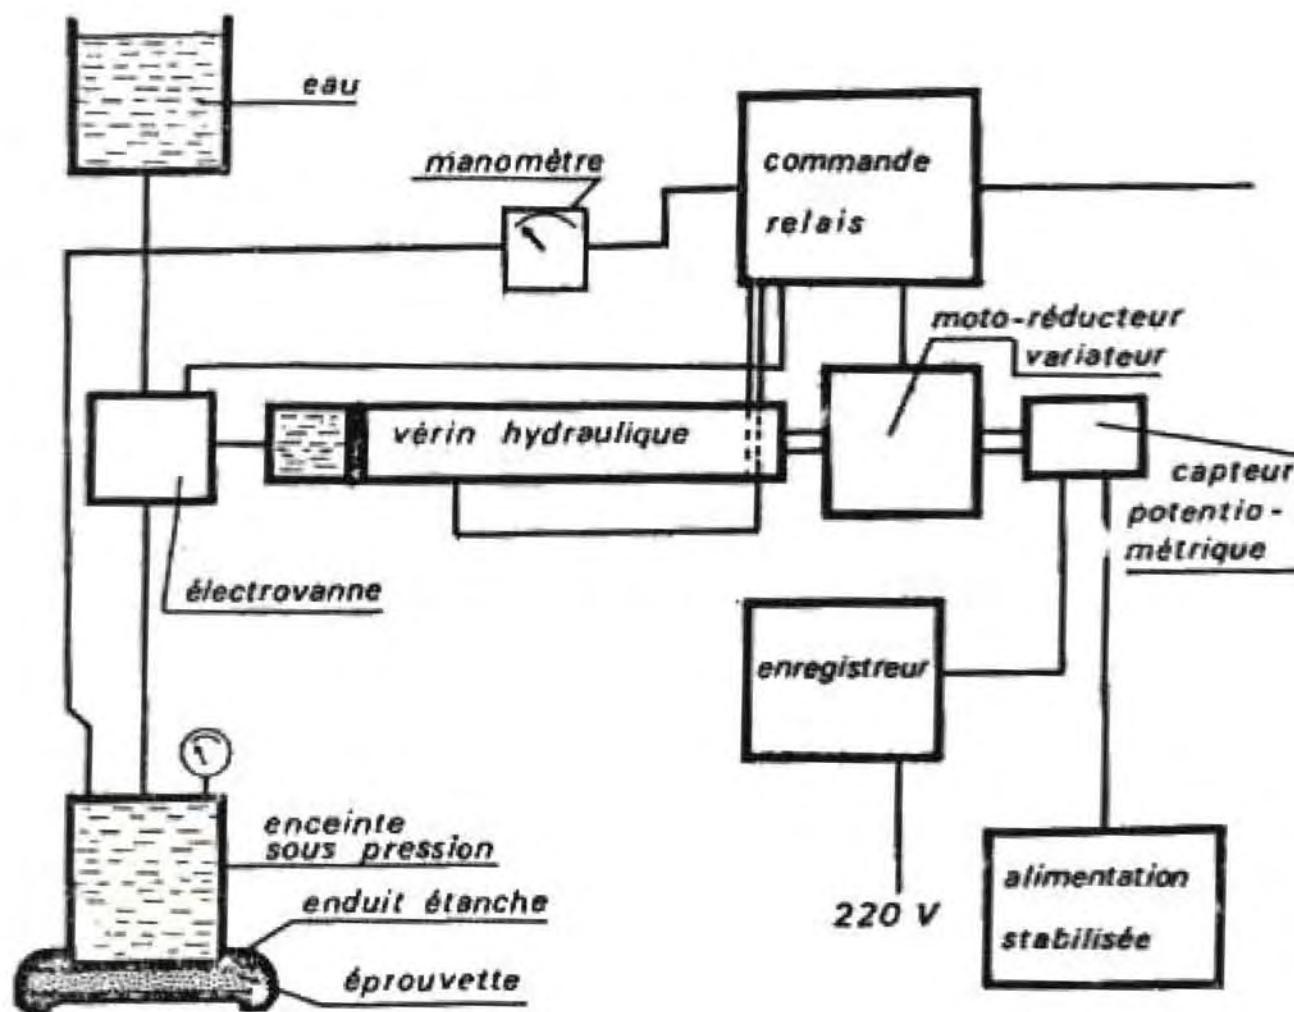 eau
manomètre
commande
relais
moto-réducteur
variateur
vérin hydraulique
capteur
potentio-
métrique
électrovanne
enregistreur
enceinte
sous pression
enduit étanche
éprouvette
220 V
alimentation
stabilisée